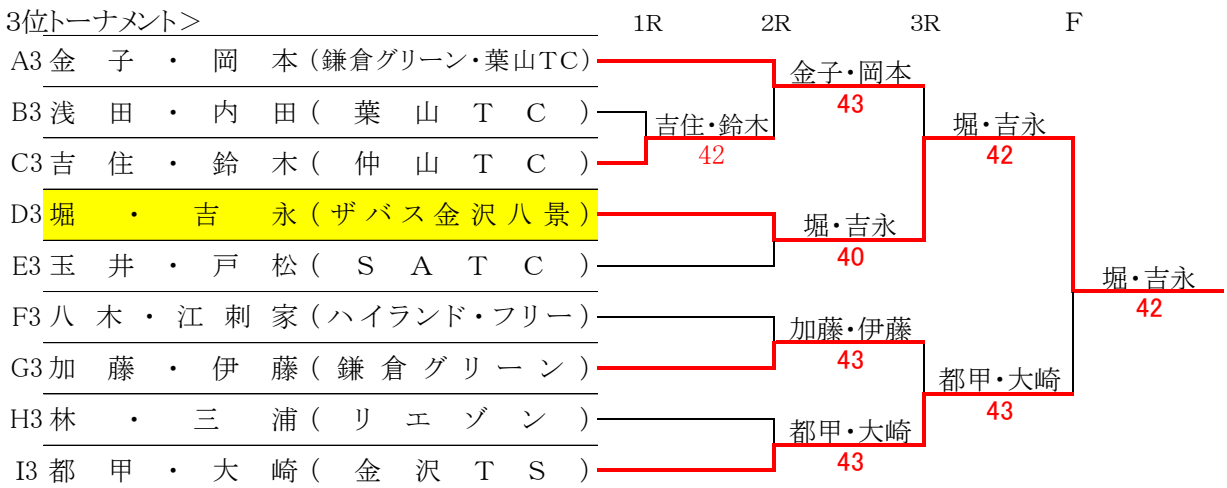 3位トーナメント＞ 1R 2R 3R F
A3 金子・岡本(鎌倉グリーン・葉山TC)
金子・岡本
43
B3 浅田・内田(葉山TC)
吉住・鈴木
42
堀・吉永
42
C3 吉住・鈴木(仲山TC)
D3 堀・吉永(ザバス金沢八景)
堀・吉永
40
E3 玉井・戸松(SATC)
堀・吉永
42
F3 八木・江刺家(ハイランド・フリー)
加藤・伊藤
43
G3 加藤・伊藤(鎌倉グリーン)
都甲・大崎
43
H3 林・三浦(リエゾン)
都甲・大崎
43
I3 都甲・大崎(金沢TS)